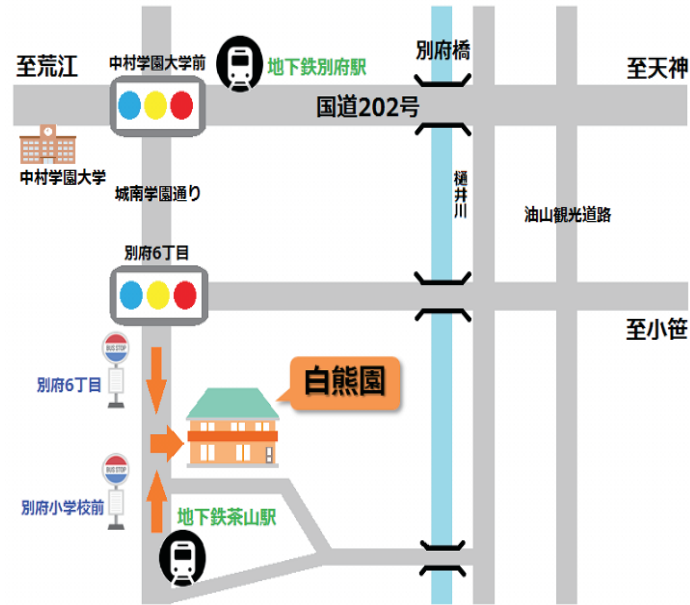 至荒江
中村学園大学前
地下鉄別府駅
別府橋
至天神
国道202号
中村学園大学
城南学園通り
樋井川
油山観光道路
別府6丁目
至小笹
BUS STOP
別府6丁目
白熊園
BUS STOP
別府小学校前
地下鉄茶山駅